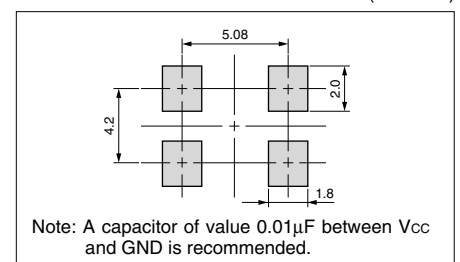 5.08
4.2
2.0
1.8
Note: A capacitor of value 0.01μF between Vcc
and GND is recommended.